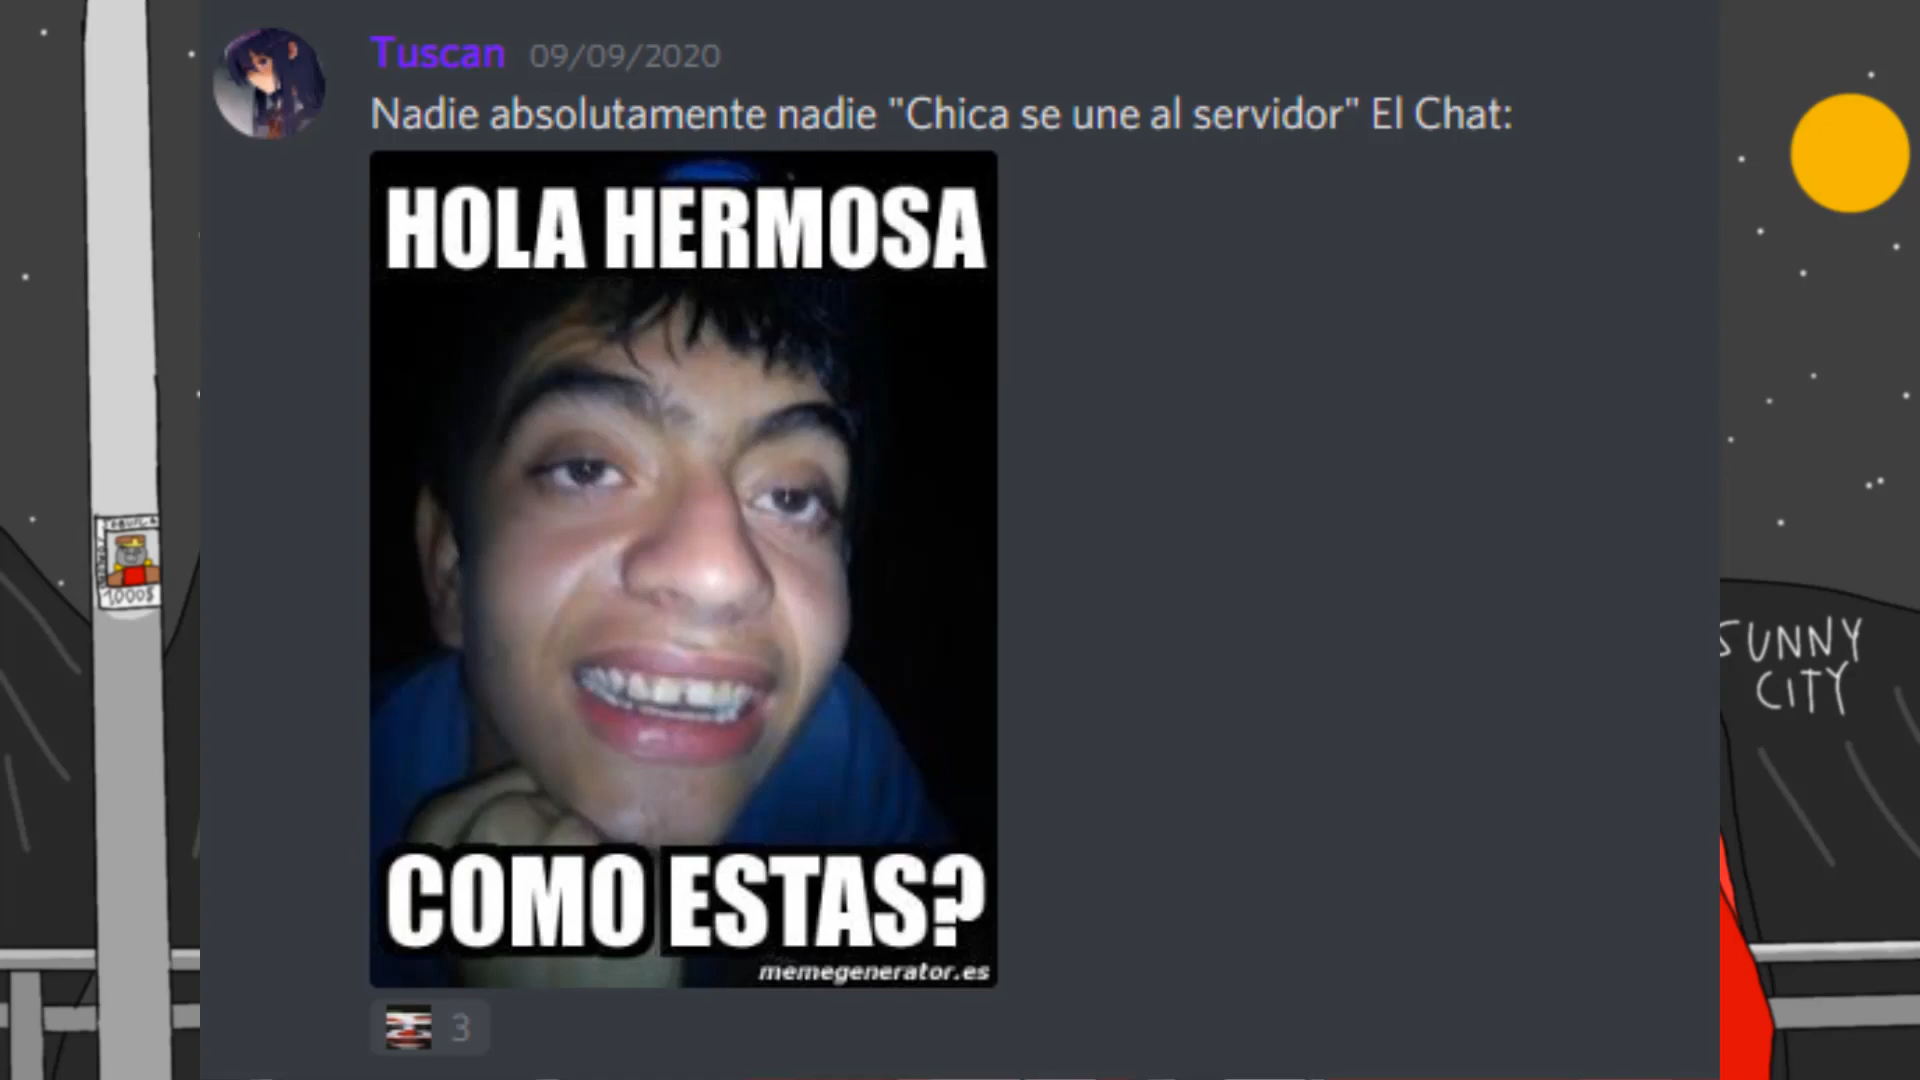 Tuscan 09/09/2020
Nadie absolutamente nadie "Chica se une al servidor" El Chat:
HOLA HERMOSA
COMO ESTAS?
memegenerator.es
3
1000$
SUNNY
CITY